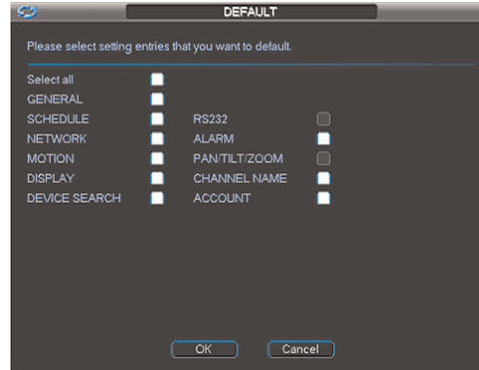 DEFAULT
Please select setting entries that you want to default.
Select all
GENERAL
SCHEDULE RS232
NETWORK ALARM
MOTION PAN/TILT/ZOOM
DISPLAY CHANNEL NAME
DEVICE SEARCH ACCOUNT
OK Cancel